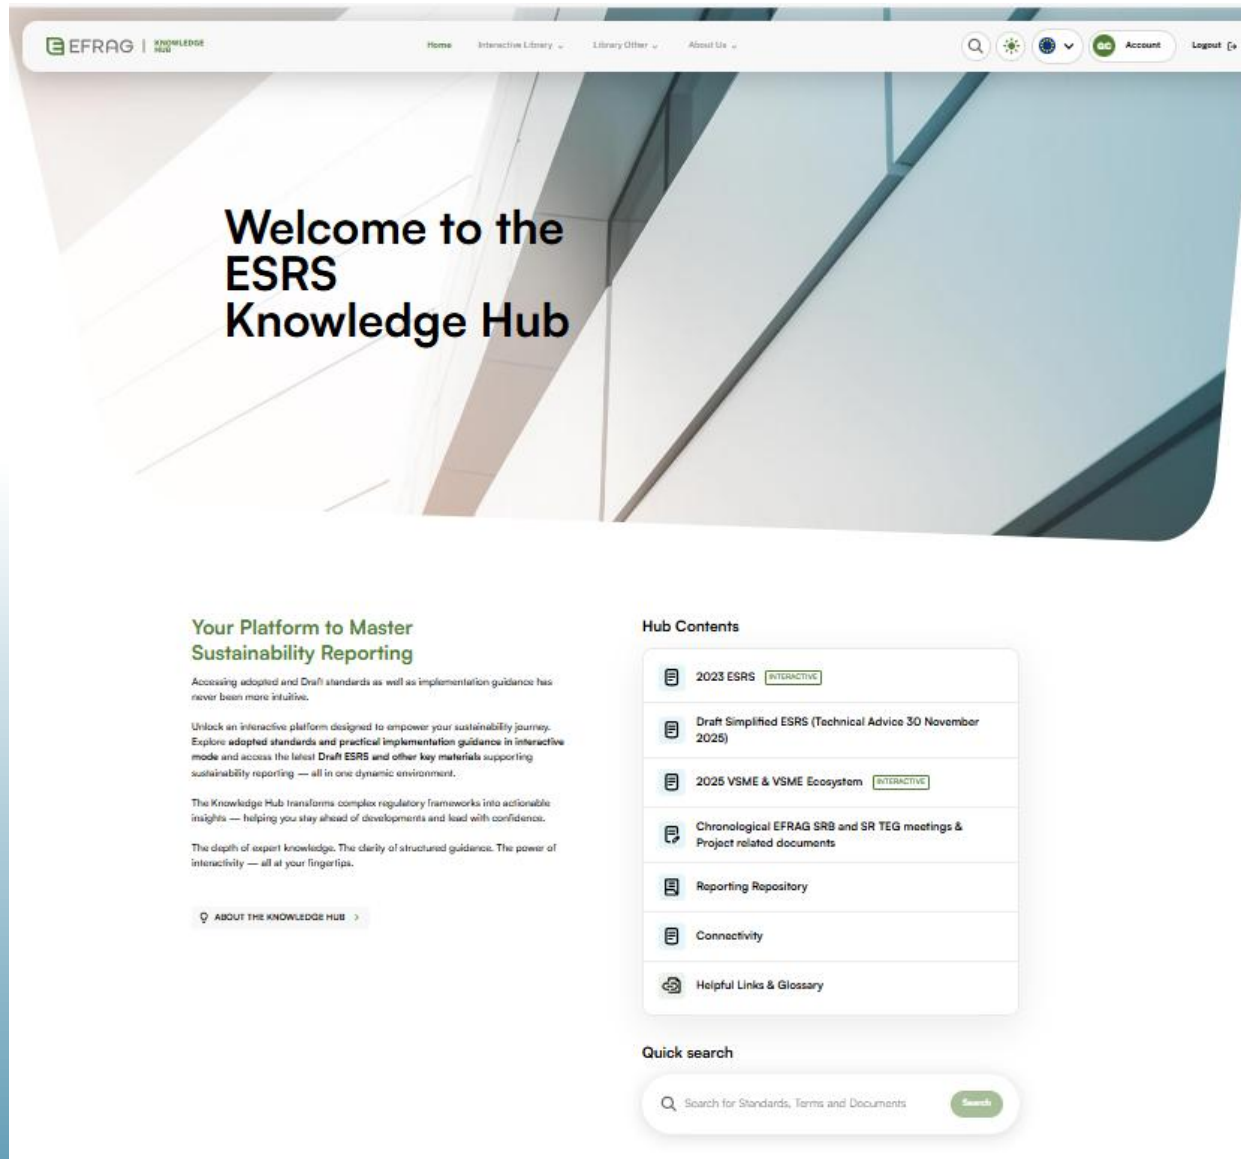 EFRAG | KNOWLEDGE HUB
Home
Interactive Library
Library Other
About Us
GC
Account
Logout
Welcome to the
ESRS
Knowledge Hub
Your Platform to Master
Sustainability Reporting
Accessing adopted and Draft standards as well as implementation guidance has
never been more intuitive.
Unlock an interactive platform designed to empower your sustainability journey.
Explore adopted standards and practical implementation guidance in interactive
mode and access the latest Draft ESRS and other key materials supporting
sustainability reporting — all in one dynamic environment.
The Knowledge Hub transforms complex regulatory frameworks into actionable
insights — helping you stay ahead of developments and lead with confidence.
The depth of expert knowledge. The clarity of structured guidance. The power of
interactivity — all at your fingertips.
ABOUT THE KNOWLEDGE HUB >
Hub Contents
2023 ESRS INTERACTIVE
Draft Simplified ESRS (Technical Advice 30 November
2025)
2025 VSME & VSME Ecosystem INTERACTIVE
Chronological EFRAG SRB and SR TEG meetings &
Project related documents
Reporting Repository
Connectivity
Helpful Links & Glossary
Quick search
Search for Standards, Terms and Documents
Search